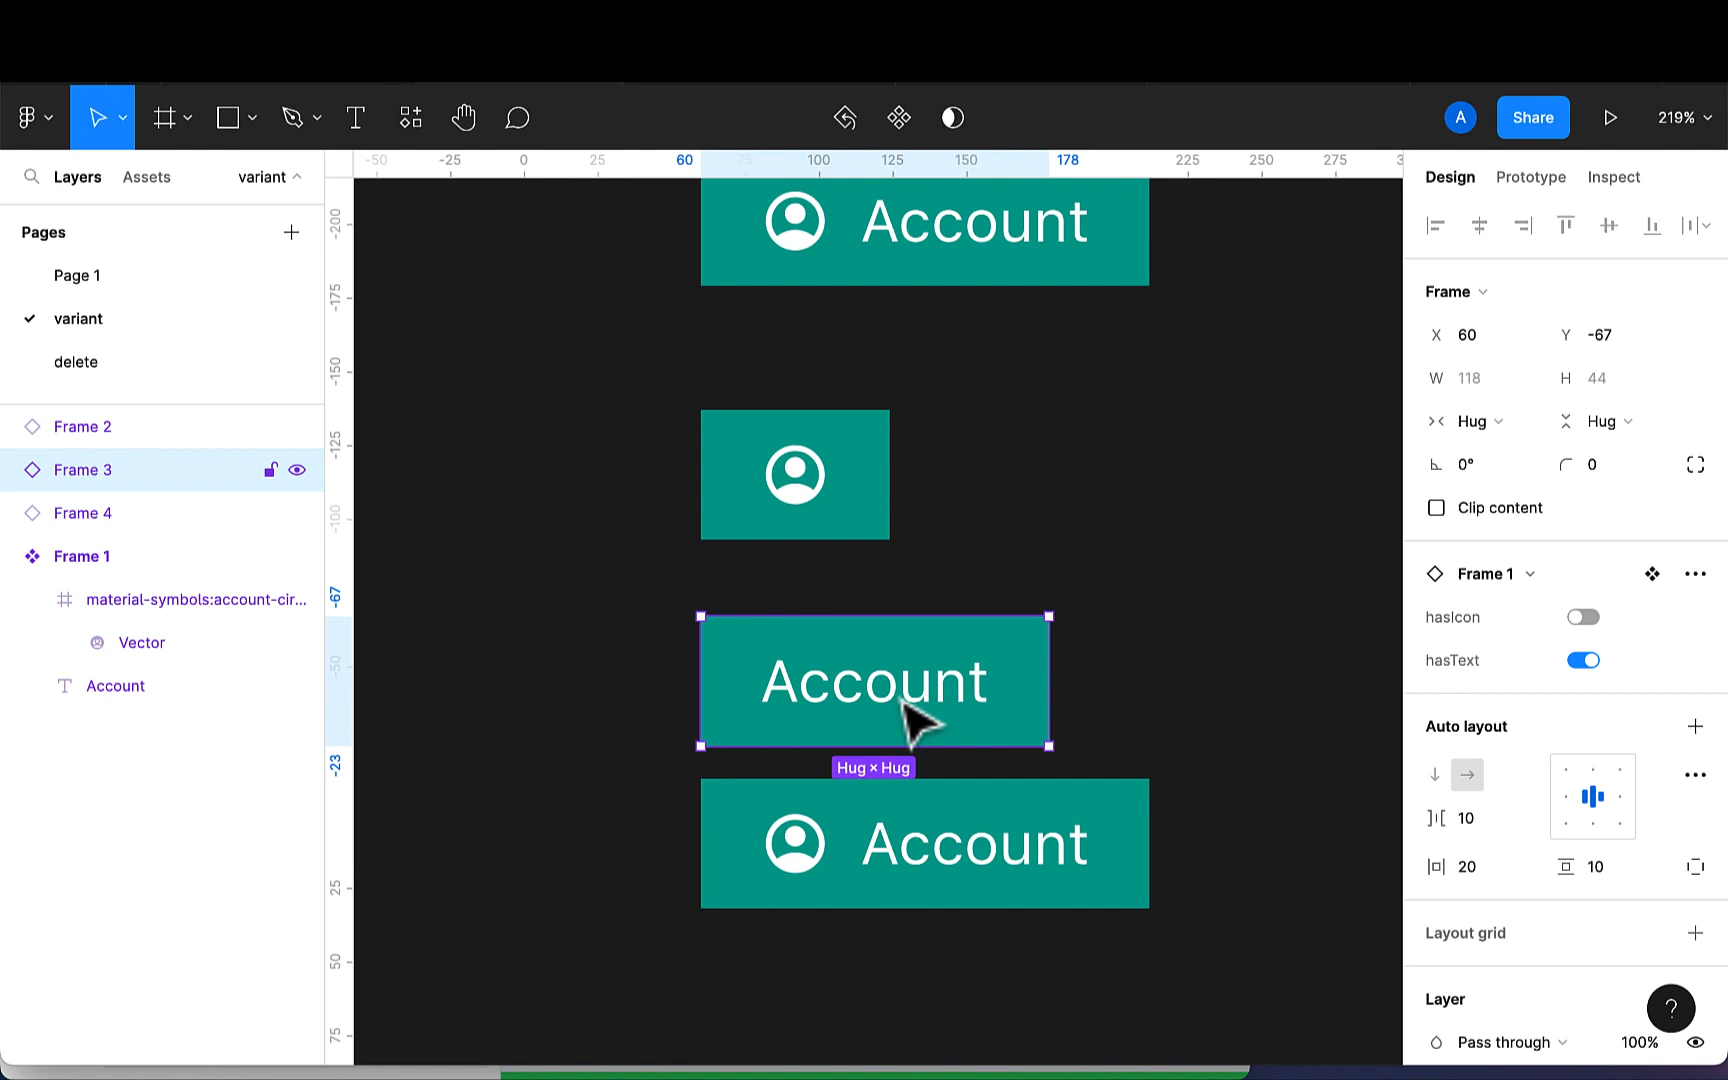 A
Share
219%
Layers
Assets
variant
Pages
Page 1
variant
delete
Frame 2
Frame 3
Frame 4
Frame 1
material-symbols:account-cir...
Vector
Account
-50
-25
0
25
60
75
100
125
150
178
225
250
275
3
-200
-175
-150
-125
-100
-67
-50
-23
25
50
75
Account
Account
Hug × Hug
Account
Design
Prototype
Inspect
Frame
X 60
Y -67
W 118
H 44
Hug
Hug
0°
0
Clip content
Frame 1
hasIcon
hasText
Auto layout
10
20
10
Layout grid
Layer
?
Pass through
100%